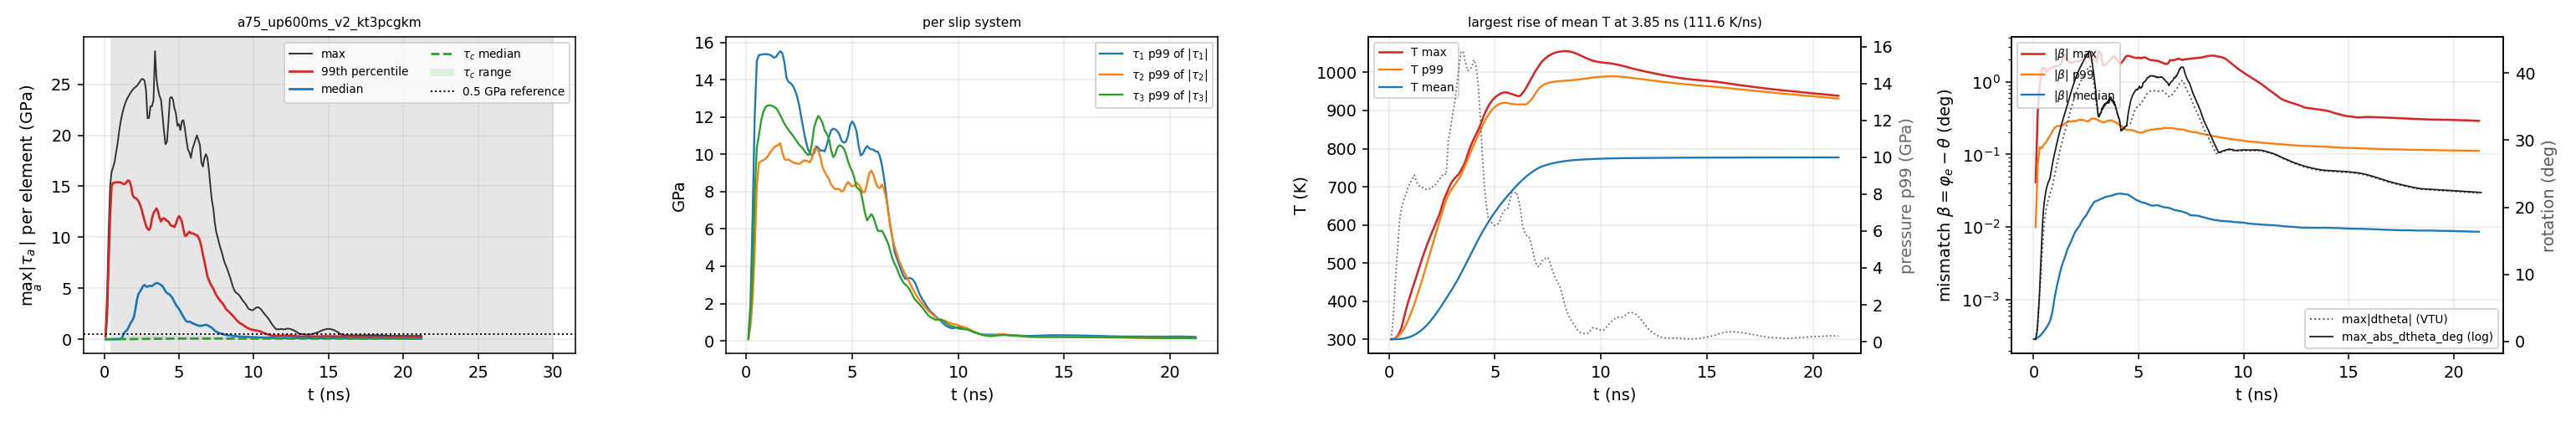 a75_up600ms_v2_kt3pcgkm
max
99th percentile
median
τc median
τc range
0.5 GPa reference
max a |τa| per element (GPa)
25
20
15
10
5
0
0 5 10 15 20 25 30
t (ns)
per slip system
τ1 p99 of |τ1|
τ2 p99 of |τ2|
τ3 p99 of |τ3|
GPa
16
14
12
10
8
6
4
2
0
0 5 10 15 20
t (ns)
largest rise of mean T at 3.85 ns (111.6 K/ns)
T max
T p99
T mean
T (K)
1000
900
800
700
600
500
400
300
0 5 10 15 20
t (ns)
16
14
12
10
8
6
4
2
0
pressure p99 (GPa)
|β| max
|β| p99
|β| median
mismatch β = φe − θ (deg)
10⁰
10⁻¹
10⁻²
10⁻³
0 5 10 15 20
t (ns)
max|dtheta| (VTU)
max_abs_dtheta_deg (log)
40
30
20
10
0
rotation (deg)